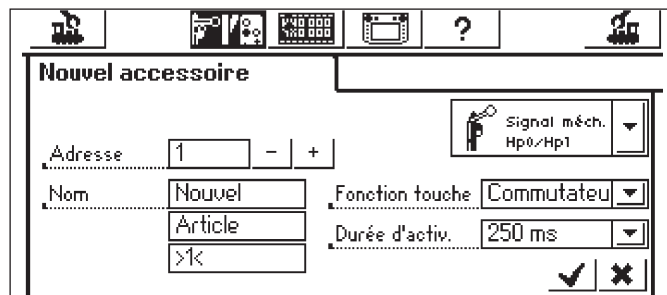 ?
Nouvel accessoire
Signal méch.
Hp0/Hp1
Adresse 1 - +
Nom Nouvel Fonction touche Commutateu
Article Durée d'activ. 250 ms
>1<